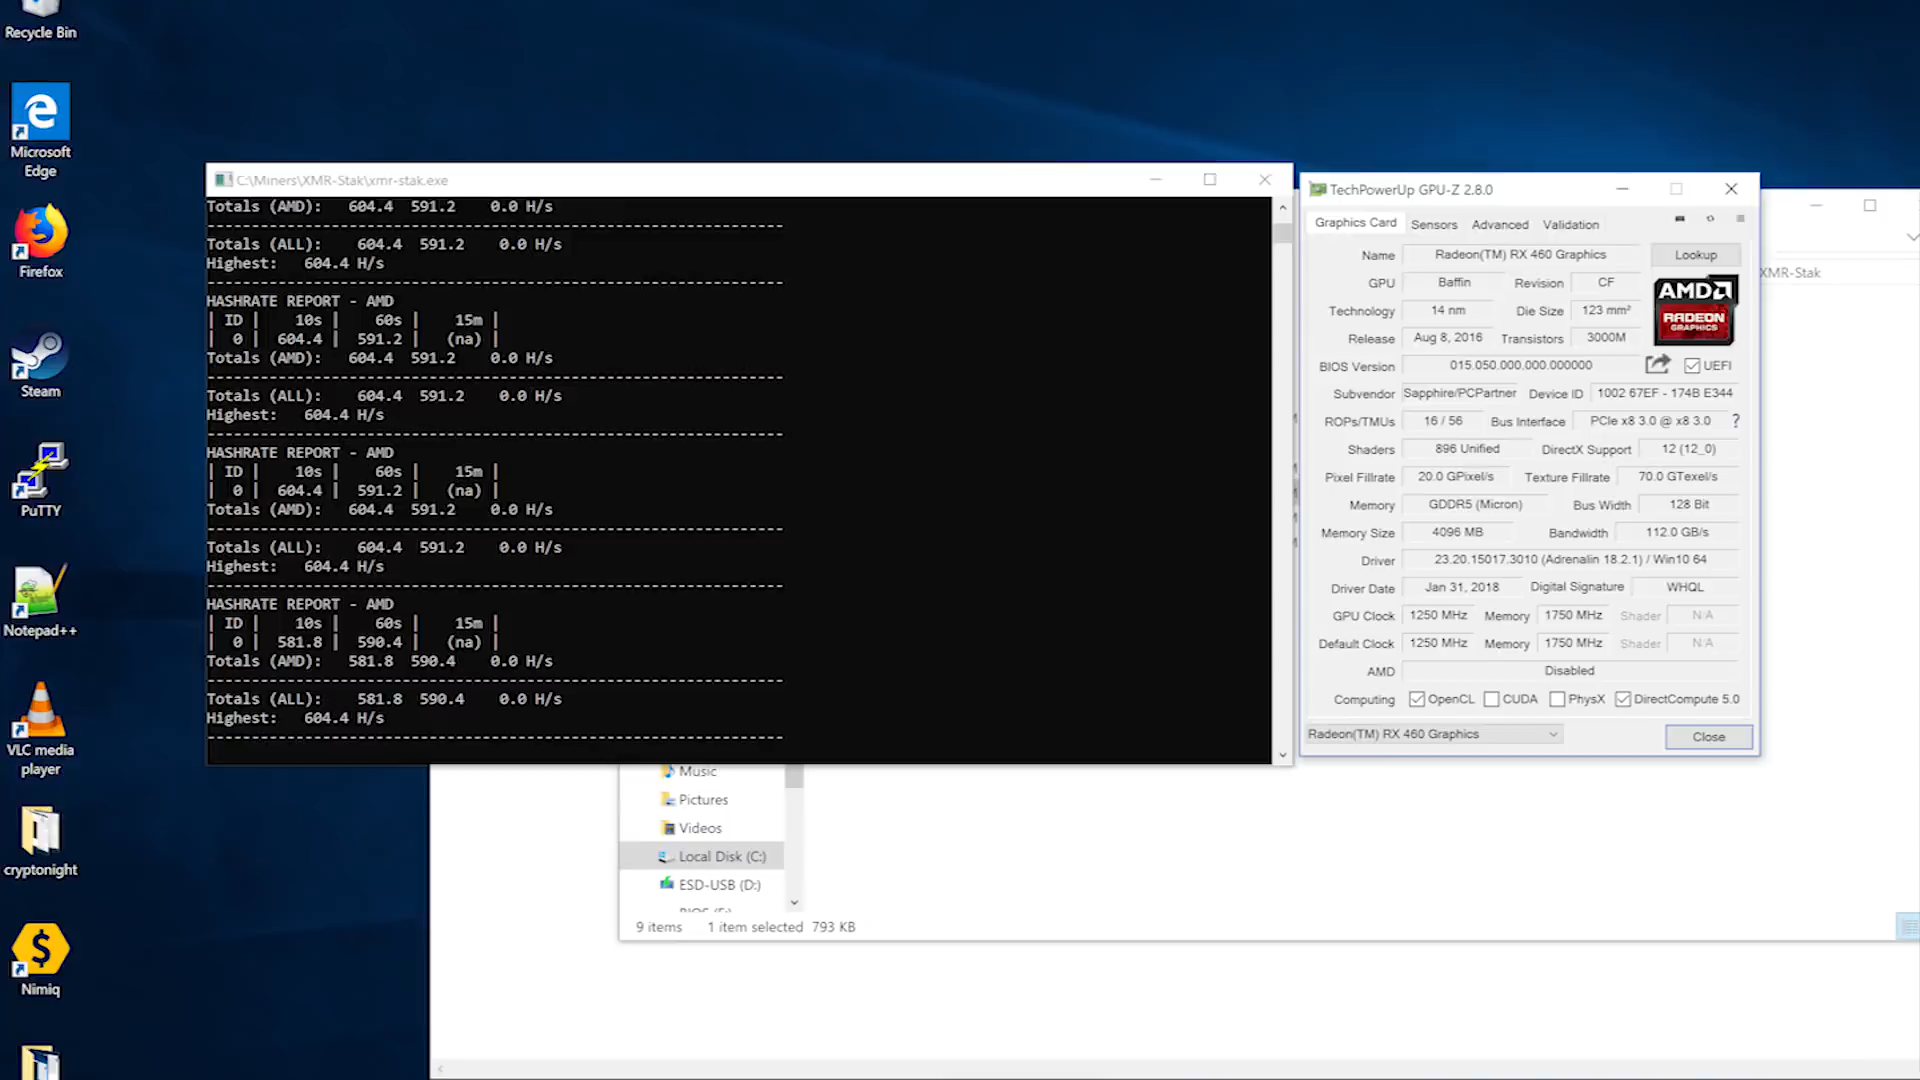 Recycle Bin
Microsoft
Edge
Firefox
Steam
PuTTY
Notepad++
VLC media
player
cryptonight
Nimiq
C:\Miners\XMR-Stak\xmr-stak.exe
Totals (AMD):   604.4  591.2    0.0 H/s
-----------------------------------------------------------------
Totals (ALL):    604.4  591.2    0.0 H/s
Highest:   604.4 H/s
-----------------------------------------------------------------
HASHRATE REPORT - AMD
| ID |    10s |    60s |    15m |
|  0 |  604.4 |  591.2 |   (na) |
Totals (AMD):   604.4  591.2    0.0 H/s
-----------------------------------------------------------------
Totals (ALL):    604.4  591.2    0.0 H/s
Highest:   604.4 H/s
-----------------------------------------------------------------
HASHRATE REPORT - AMD
| ID |    10s |    60s |    15m |
|  0 |  604.4 |  591.2 |   (na) |
Totals (AMD):   604.4  591.2    0.0 H/s
-----------------------------------------------------------------
Totals (ALL):    604.4  591.2    0.0 H/s
Highest:   604.4 H/s
-----------------------------------------------------------------
HASHRATE REPORT - AMD
| ID |    10s |    60s |    15m |
|  0 |  581.8 |  590.4 |   (na) |
Totals (AMD):   581.8  590.4    0.0 H/s
-----------------------------------------------------------------
Totals (ALL):    581.8  590.4    0.0 H/s
Highest:   604.4 H/s
-----------------------------------------------------------------
TechPowerUp GPU-Z 2.8.0
Graphics Card Sensors Advanced Validation
Name Radeon(TM) RX 460 Graphics Lookup
GPU Baffin Revision CF
Technology 14 nm Die Size 123 mm²
Release Aug 8, 2016 Transistors 3000M
AMD
RADEON
GRAPHICS
BIOS Version 015.050.000.000.000000 UEFI
Subvendor Sapphire/PCPartner Device ID 1002 67EF - 174B E344
ROPs/TMUs 16 / 56 Bus Interface PCIe x8 3.0 @ x8 3.0 ?
Shaders 896 Unified DirectX Support 12 (12_0)
Pixel Fillrate 20.0 GPixel/s Texture Fillrate 70.0 GTexel/s
Memory GDDR5 (Micron) Bus Width 128 Bit
Memory Size 4096 MB Bandwidth 112.0 GB/s
Driver 23.20.15017.3010 (Adrenalin 18.2.1) / Win10 64
Driver Date Jan 31, 2018 Digital Signature WHQL
GPU Clock 1250 MHz Memory 1750 MHz Shader N/A
Default Clock 1250 MHz Memory 1750 MHz Shader N/A
AMD Disabled
Computing OpenCL CUDA PhysX DirectCompute 5.0
Radeon(TM) RX 460 Graphics Close
XMR-Stak
Music
Pictures
Videos
Local Disk (C:)
ESD-USB (D:)
9 items 1 item selected 793 KB